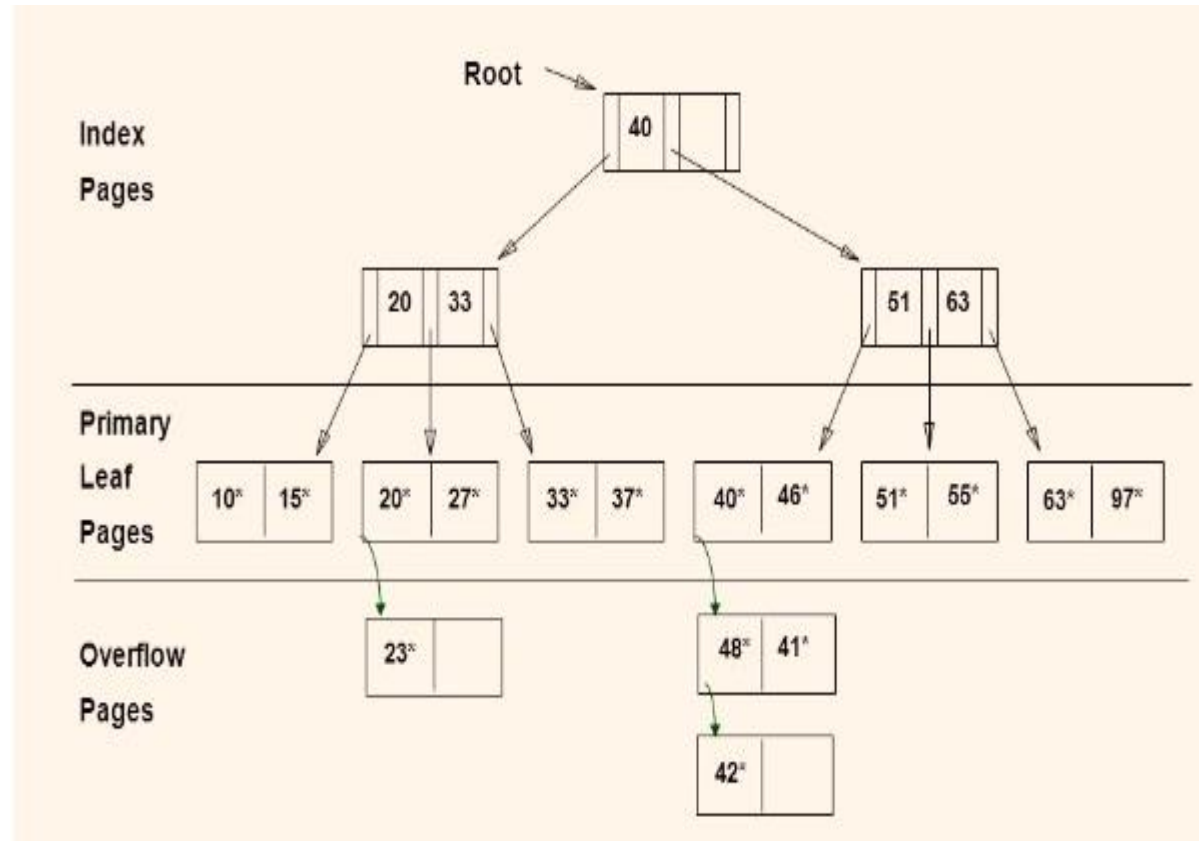 Root
Index
Pages
40
20 33
51 63
Primary
Leaf
Pages
10* 15*
20* 27*
33* 37*
40* 46*
51* 55*
63* 97*
Overflow
Pages
23*
48* 41*
42*